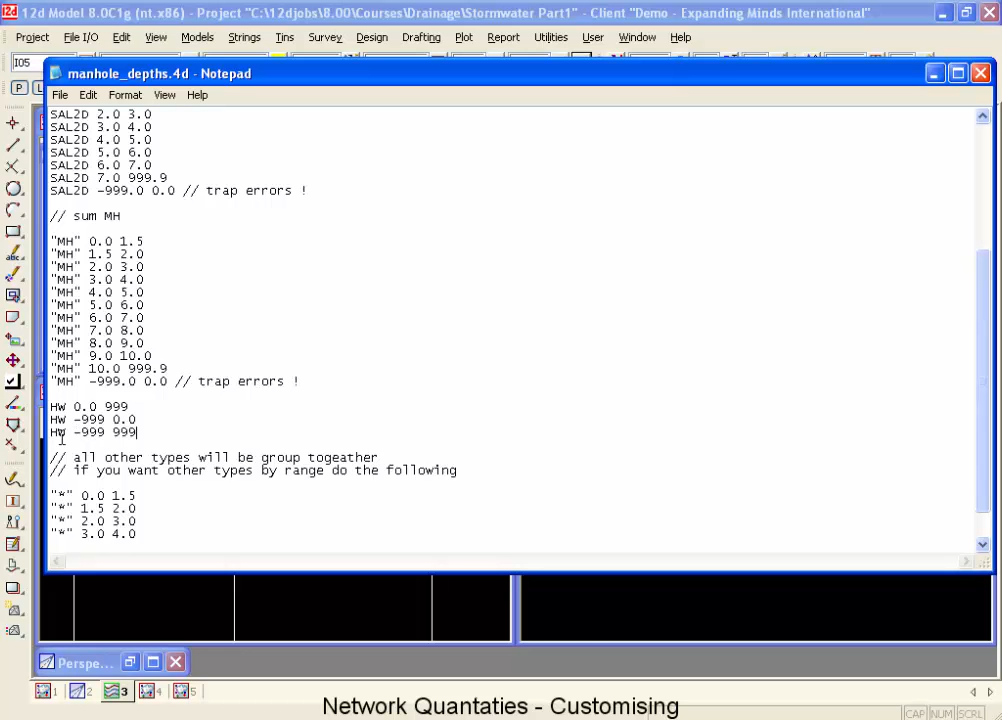 12d Model 8.0C1g (nt.x86) - Project "C:\12djobs\8.00\Courses\Drainage\Stormwater Part1" - Client "Demo - Expanding Minds International"
Project File I/O Edit View Models Strings Tins Survey Design Drafting Plot Report Utilities User Window Help
I05
P
manhole_depths.4d - Notepad
File Edit Format View Help
SAL2D 2.0 3.0
SAL2D 3.0 4.0
SAL2D 4.0 5.0
SAL2D 5.0 6.0
SAL2D 6.0 7.0
SAL2D 7.0 999.9
SAL2D -999.0 0.0 // trap errors !
// sum MH
"MH" 0.0 1.5
"MH" 1.5 2.0
"MH" 2.0 3.0
"MH" 3.0 4.0
"MH" 4.0 5.0
"MH" 5.0 6.0
"MH" 6.0 7.0
"MH" 7.0 8.0
"MH" 8.0 9.0
"MH" 9.0 10.0
"MH" 10.0 999.9
"MH" -999.0 0.0 // trap errors !
HW 0.0 999
HW -999 0.0
HW -999 999
// all other types will be group togeather
// if you want other types by range do the following
"*" 0.0 1.5
"*" 1.5 2.0
"*" 2.0 3.0
"*" 3.0 4.0
Perspe...
1 2 3 4 5
Network Quantaties - Customising
CAP NUM SCRL